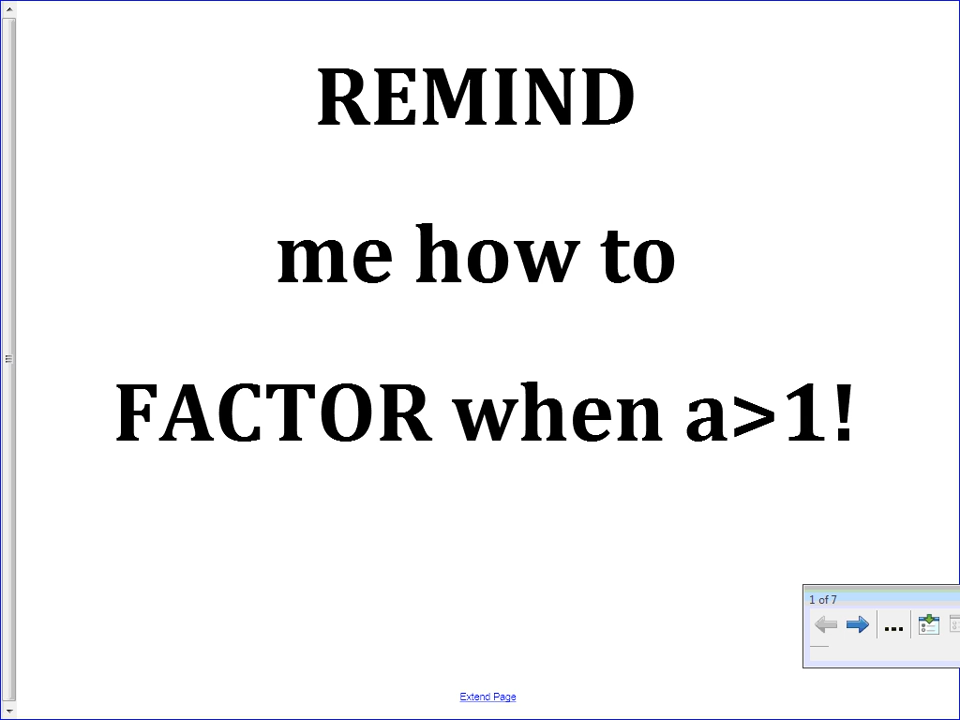 REMIND
me how to
FACTOR when a>1!
1 of 7
...
Extend Page